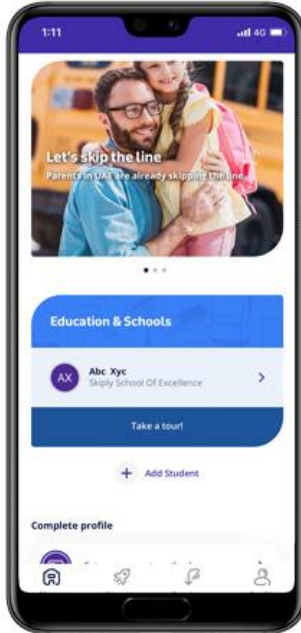 1:11
4G
Let's skip the line
Parents in UAE are already skipping the line
Education & Schools
AX
Abc Xyc
Skiply School Of Excellence
Take a tour!
+ Add Student
Complete profile